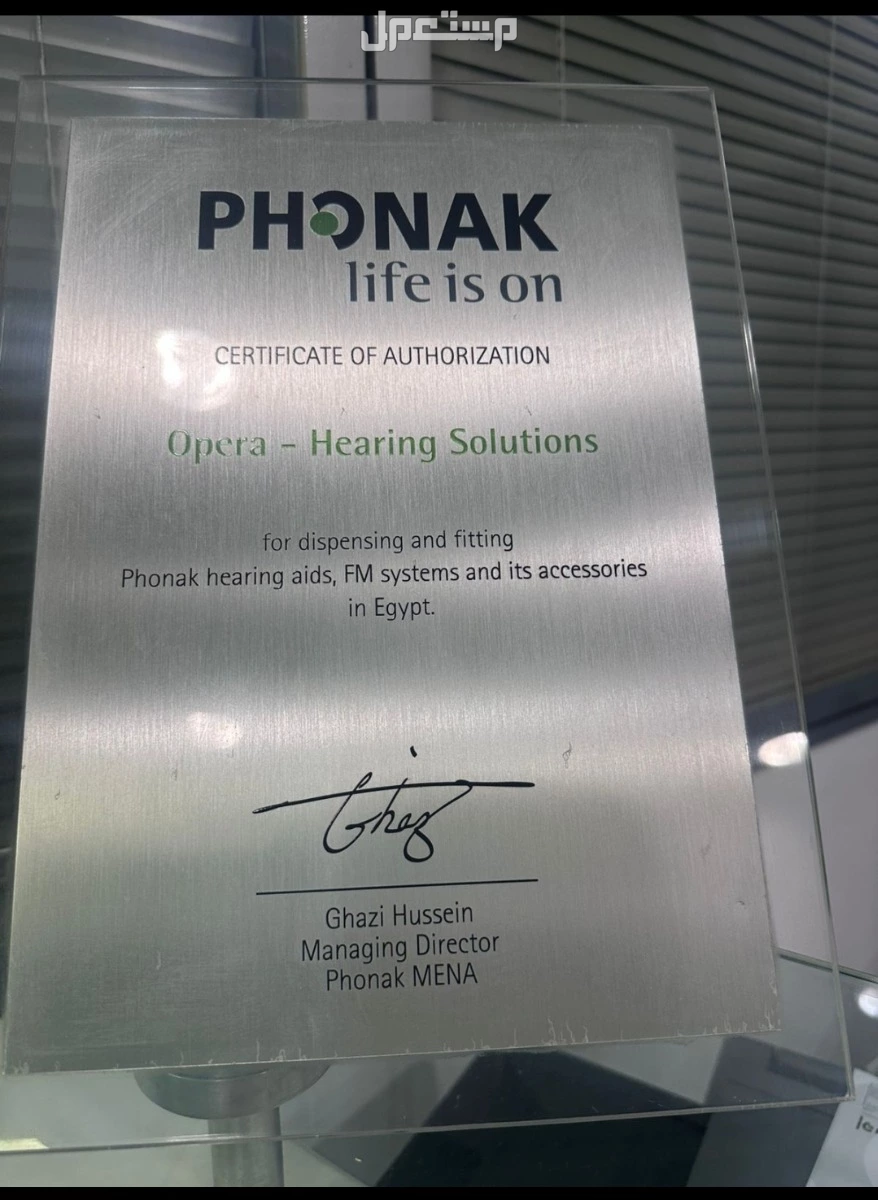 مستعمل
PHONAK
life is on
CERTIFICATE OF AUTHORIZATION
Opera - Hearing Solutions
for dispensing and fitting
Phonak hearing aids, FM systems and its accessories
in Egypt.
Ghazi Hussein
Managing Director
Phonak MENA